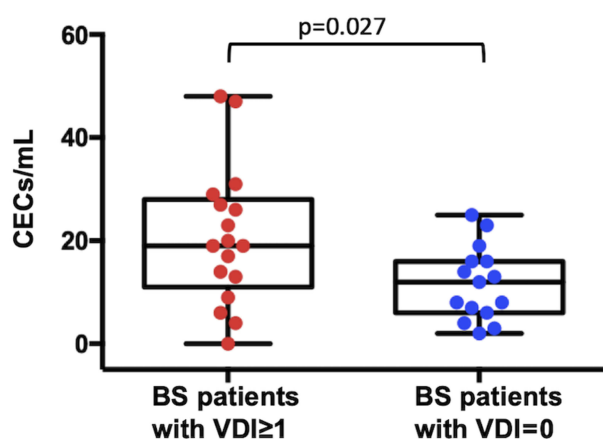 p=0.027
60
40
20
0
CECs/mL
BS patients
with VDI≥1
BS patients
with VDI=0